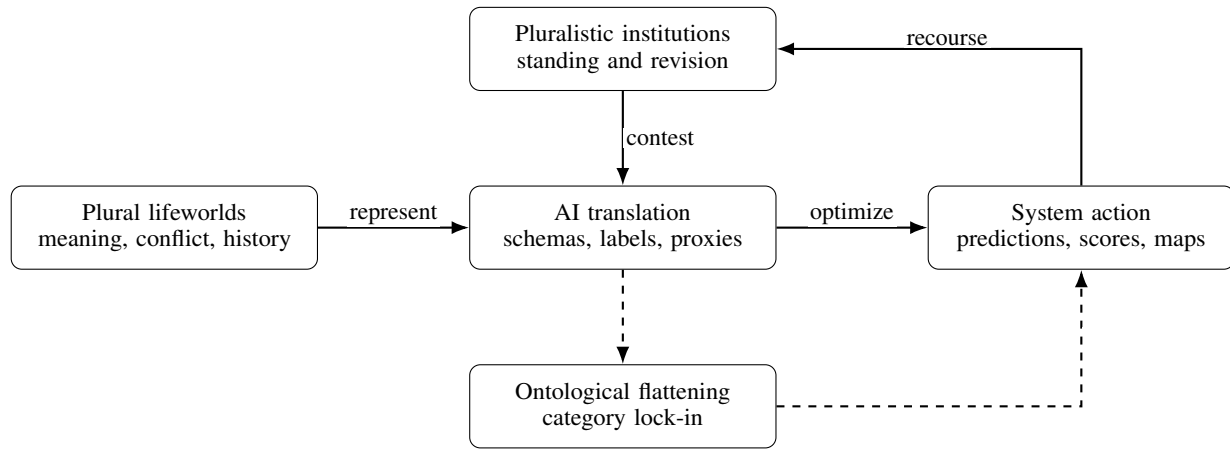 Pluralistic institutions
standing and revision
recourse
contest
Plural lifeworlds
meaning, conflict, history
represent
AI translation
schemas, labels, proxies
optimize
System action
predictions, scores, maps
Ontological flattening
category lock-in